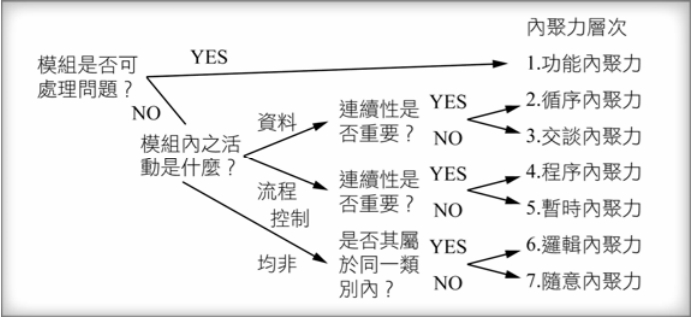 內聚力層次
模組是否可
處理問題？
YES
1.功能內聚力
NO
模組內之活
動是什麼？
資料
連續性是
否重要？
YES
2.循序內聚力
NO
3.交談內聚力
流程
控制
連續性是
否重要？
YES
4.程序內聚力
NO
5.暫時內聚力
均非
是否其屬
於同一類
別內？
YES
6.邏輯內聚力
NO
7.隨意內聚力